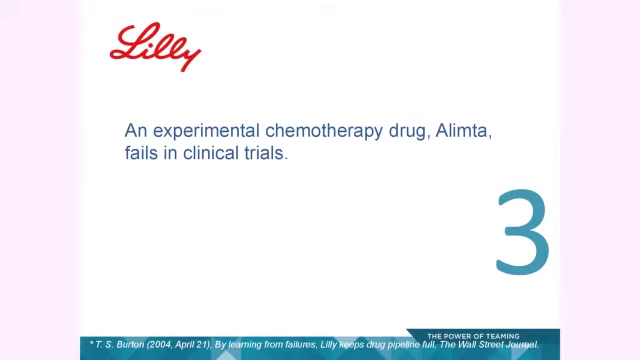 Lilly
An experimental chemotherapy drug, Alimta,
fails in clinical trials.
3
THE POWER OF TEAMING
* T. S. Burton (2004, April 21). By learning from failures, Lilly keeps drug pipeline full, The Wall Street Journal.